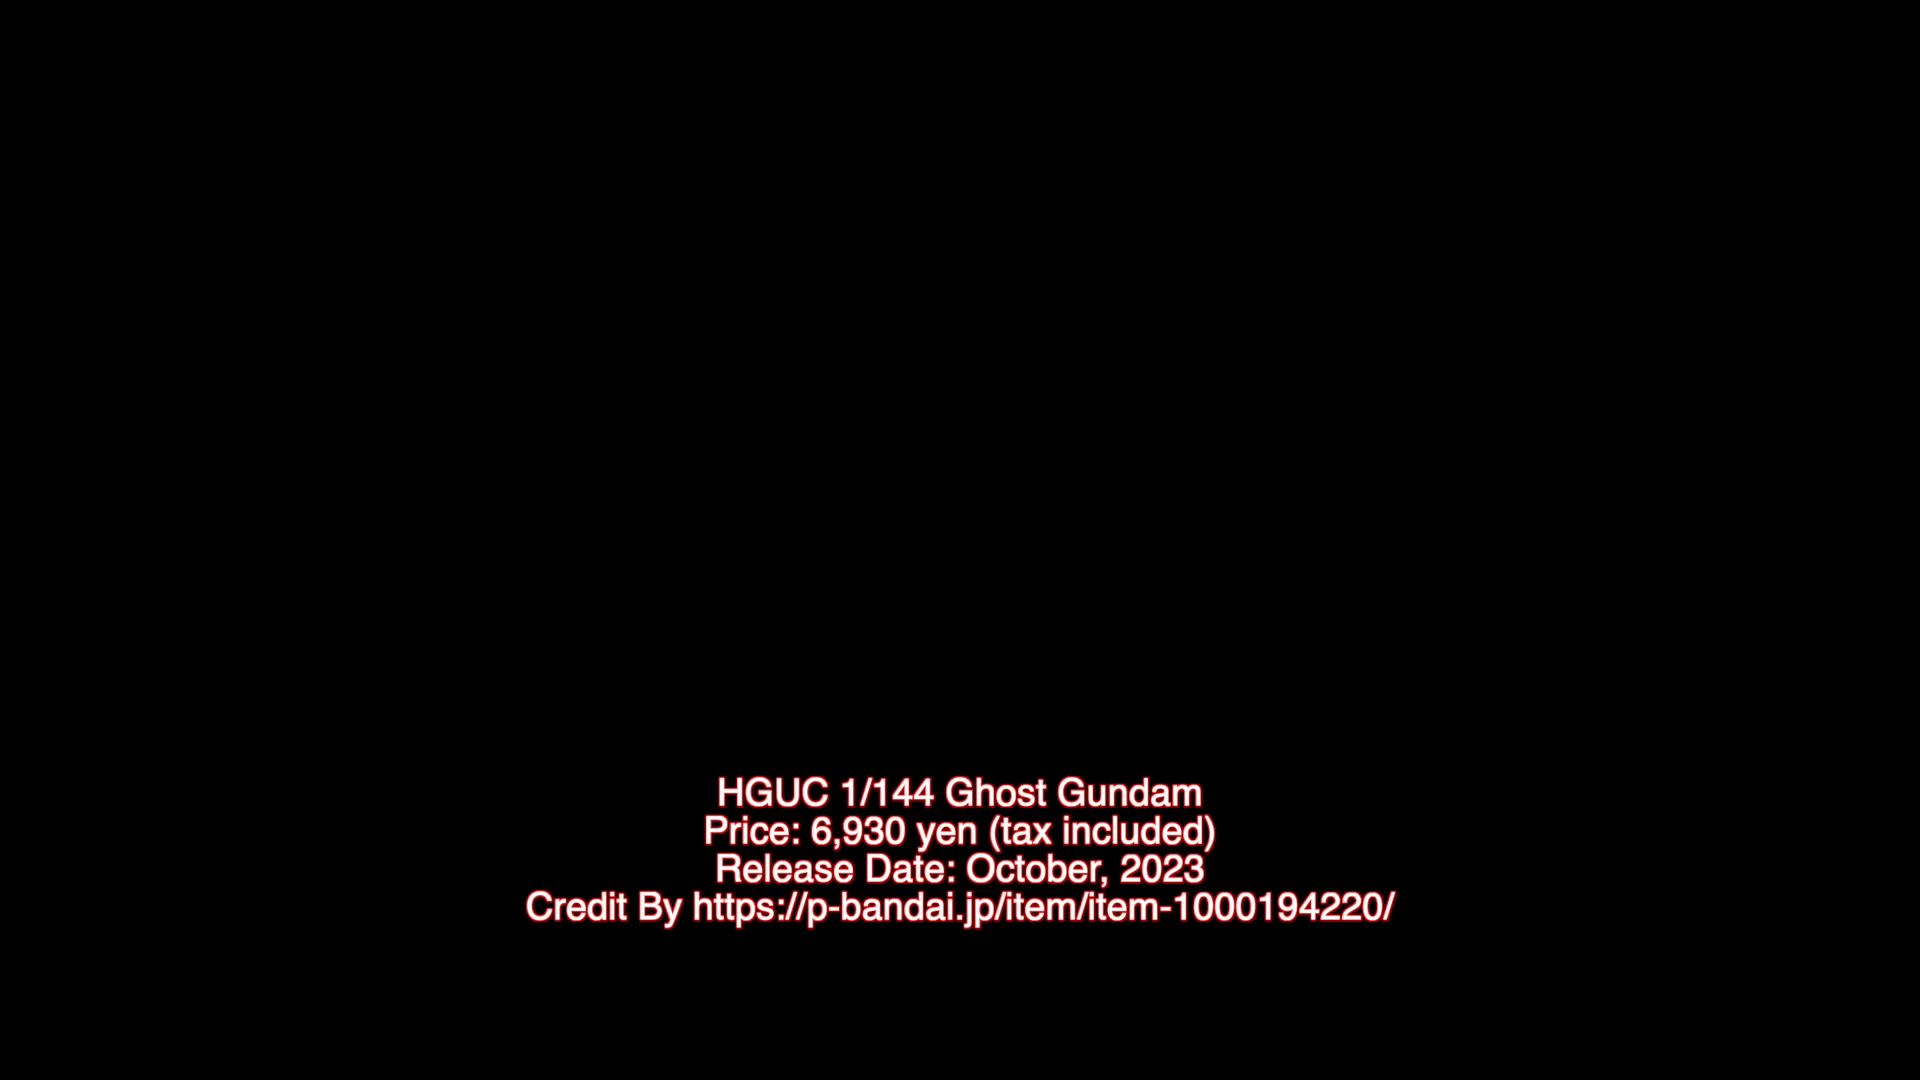 HGUC 1/144 Ghost Gundam
Price: 6,930 yen (tax included)
Release Date: October, 2023
Credit By https://p-bandai.jp/item/item-1000194220/